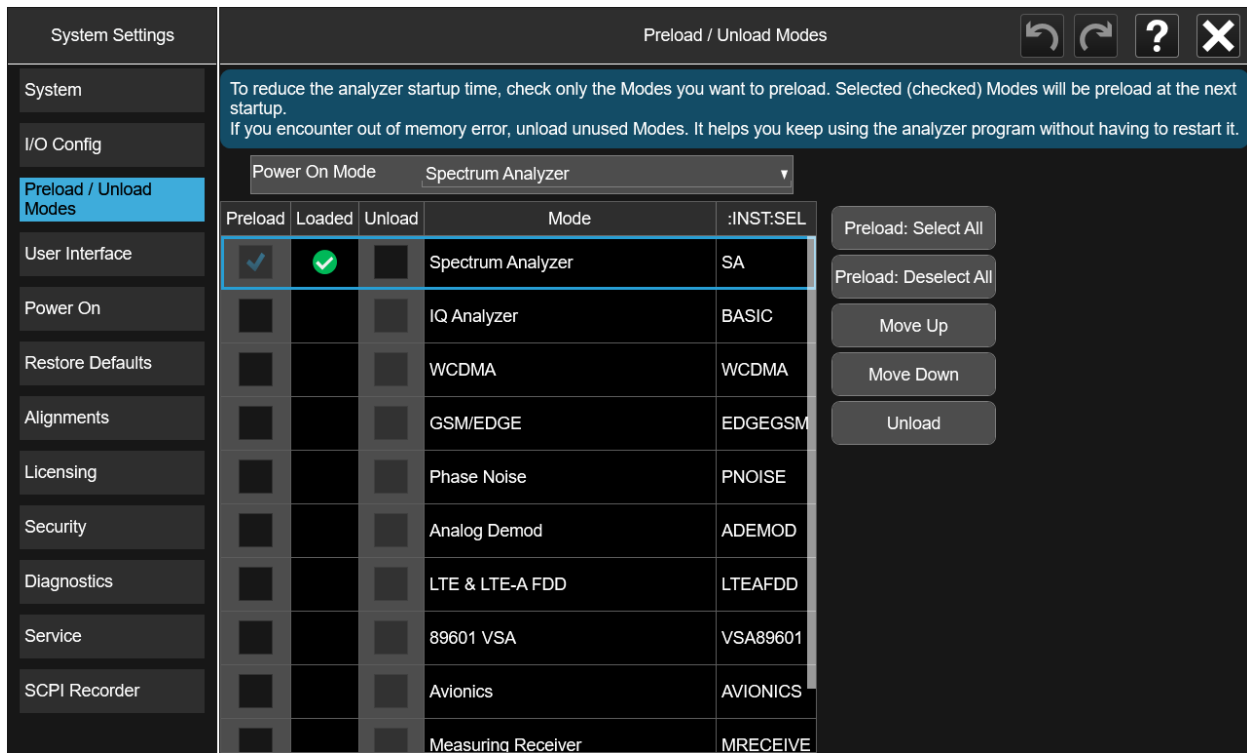 System Settings
Preload / Unload Modes
?
System
I/O Config
Preload / Unload
Modes
User Interface
Power On
Restore Defaults
Alignments
Licensing
Security
Diagnostics
Service
SCPI Recorder
To reduce the analyzer startup time, check only the Modes you want to preload. Selected (checked) Modes will be preload at the next
startup.
If you encounter out of memory error, unload unused Modes. It helps you keep using the analyzer program without having to restart it.
Power On Mode Spectrum Analyzer
Preload Loaded Unload Mode :INST:SEL
Spectrum Analyzer SA
IQ Analyzer BASIC
WCDMA WCDMA
GSM/EDGE EDGEGSM
Phase Noise PNOISE
Analog Demod ADEMOD
LTE & LTE-A FDD LTEAFDD
89601 VSA VSA89601
Avionics AVIONICS
Measuring Receiver MRECEIVE
Preload: Select All
Preload: Deselect All
Move Up
Move Down
Unload